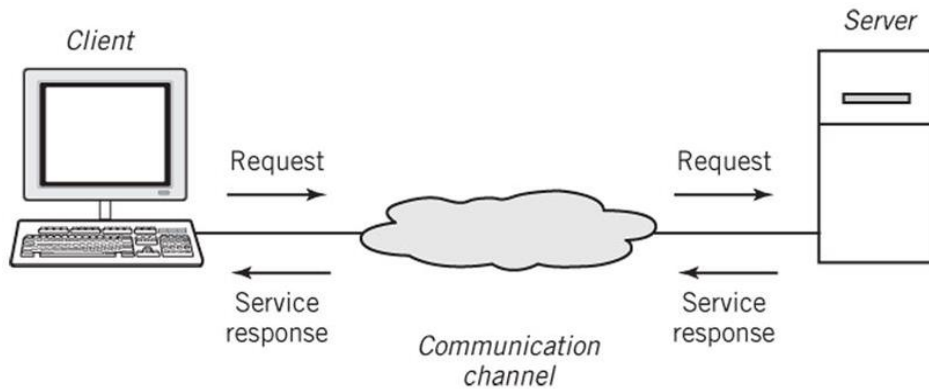 Client
Server
Request
Request
Service
response
Service
response
Communication
channel